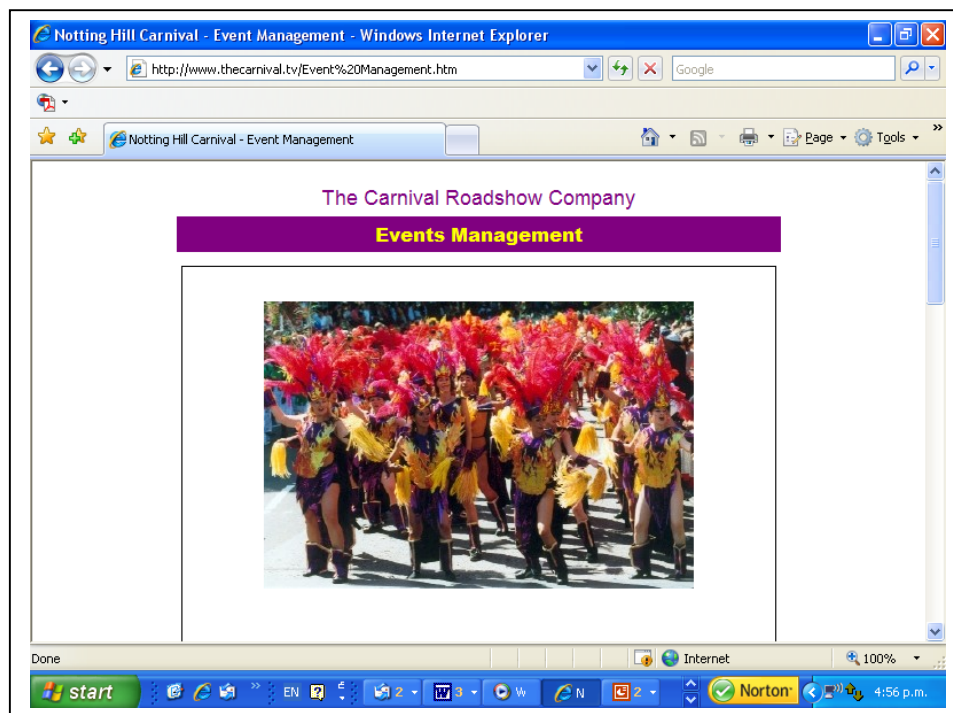 Notting Hill Carnival - Event Management - Windows Internet Explorer
http://www.thecarnival.tv/Event%20Management.htm
Google
Notting Hill Carnival - Event Management
Page
Tools
»
The Carnival Roadshow Company
Events Management
Done
Internet
100%
start
»
EN
2
3
W
N
2
Norton
4:56 p.m.